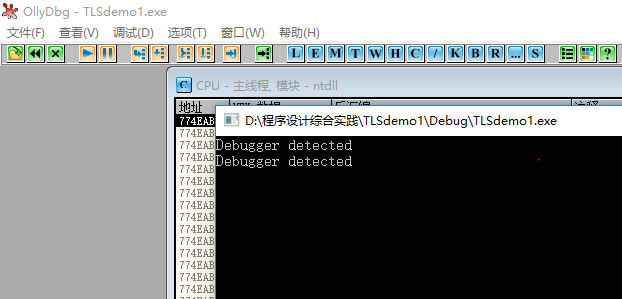 OllyDbg - TLSdemo1.exe
文件(F) 查看(V) 调试(D) 选项(T) 窗口(W) 帮助(H)
L E M T W H C / K B R ... S ?
C CPU - 主线程, 模块 - ntdll
地址
D:\程序设计综合实践\TLSdemo1\Debug\TLSdemo1.exe
774EAB
Debugger detected
774EAB
Debugger detected
774EAB
774EAB
774EAB
774EAB
774EAB
774EAB
774EAB
774EAB
774EAB
774EAB
774EAB
774EAB